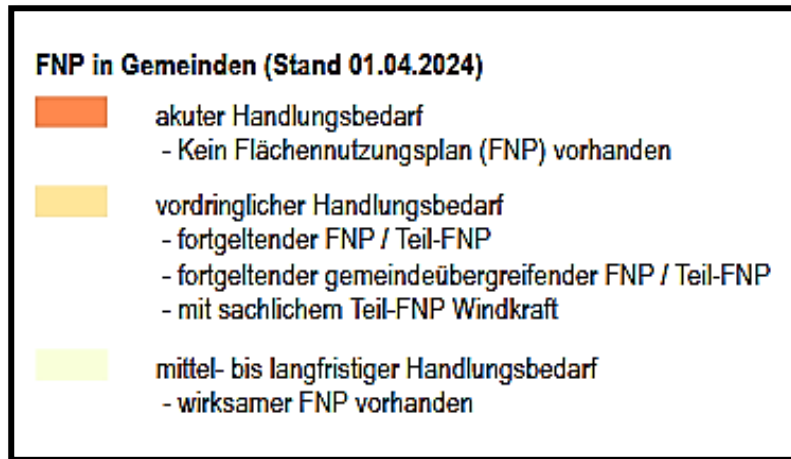 FNP in Gemeinden (Stand 01.04.2024)
akuter Handlungsbedarf
- Kein Flächennutzungsplan (FNP) vorhanden
vordringlicher Handlungsbedarf
- fortgeltender FNP / Teil-FNP
- fortgeltender gemeindeübergreifender FNP / Teil-FNP
- mit sachlichem Teil-FNP Windkraft
mittel- bis langfristiger Handlungsbedarf
- wirksamer FNP vorhanden